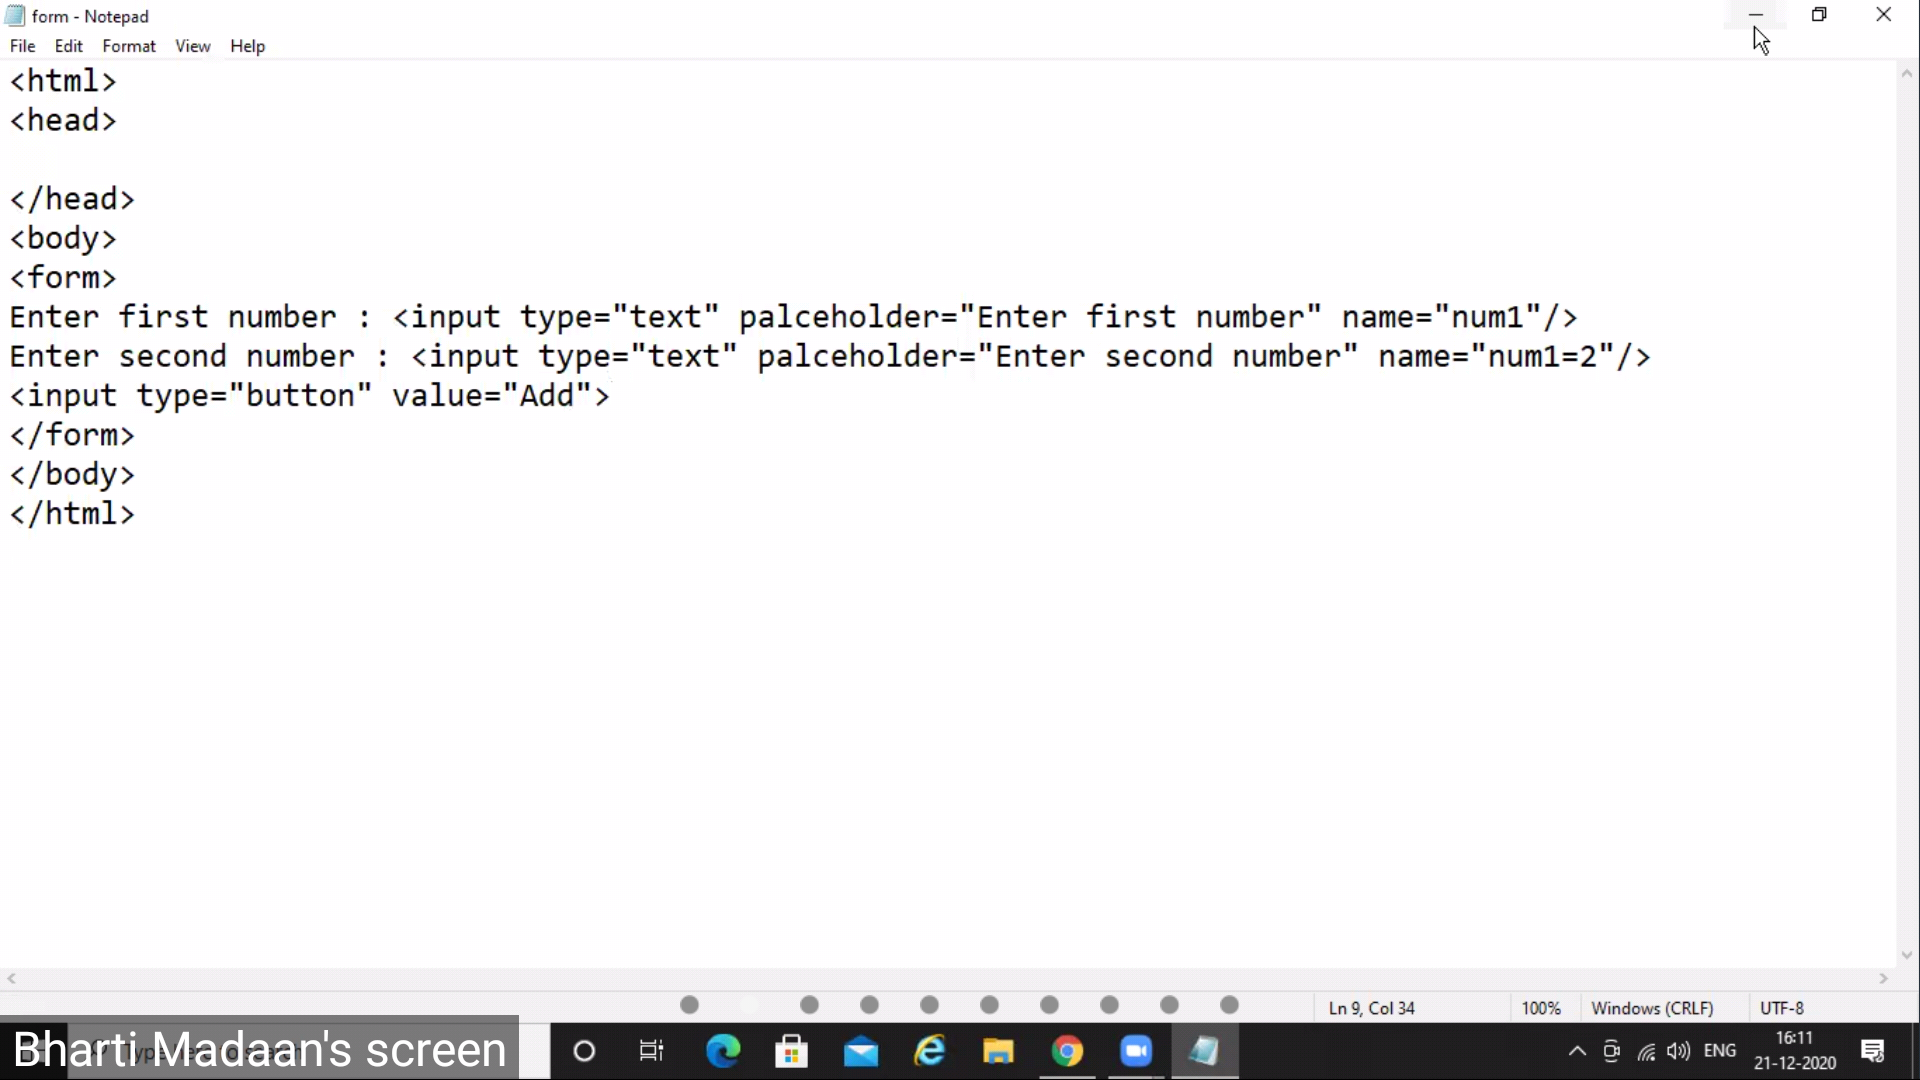 form - Notepad
File Edit Format View Help
<html>
<head>
</head>
<body>
<form>
Enter first number : <input type="text" palceholder="Enter first number" name="num1"/>
Enter second number : <input type="text" palceholder="Enter second number" name="num1=2"/>
<input type="button" value="Add">
</form>
</body>
</html>
Ln 9, Col 34 100% Windows (CRLF) UTF-8
Bharti Madaan's screen
ENG
16:11
21-12-2020